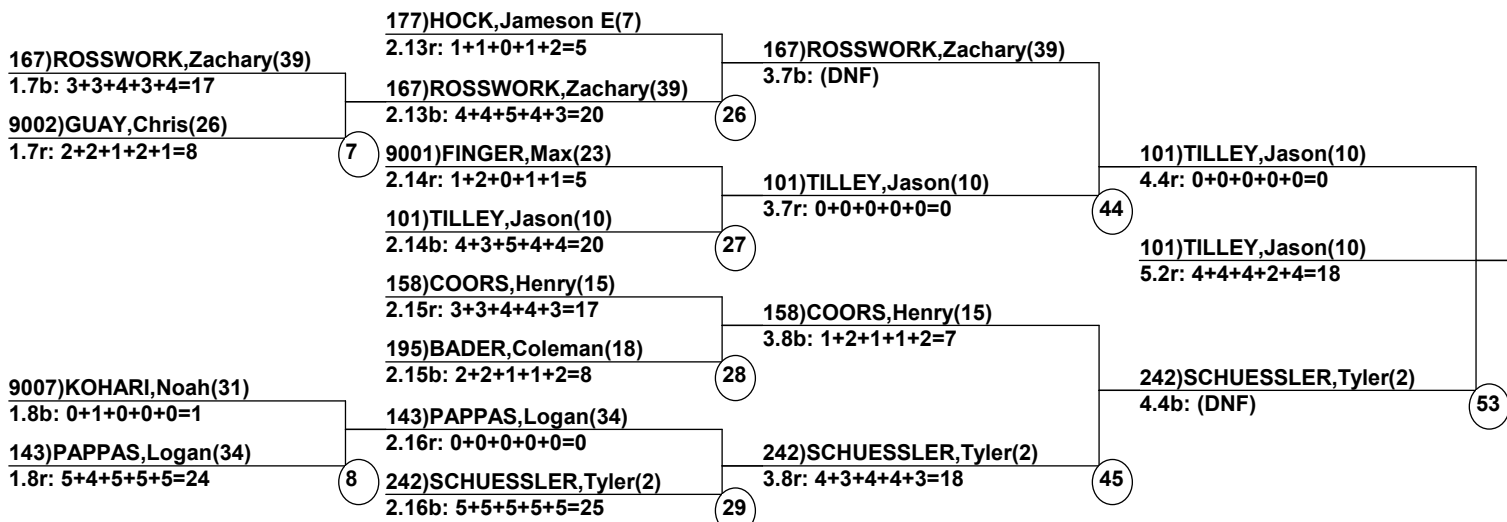 167)ROSSWORK,Zachary(39)
1.7b: 3+3+4+3+4=17
9002)GUAY,Chris(26)
1.7r: 2+2+1+2+1=8
7
9007)KOHARI,Noah(31)
1.8b: 0+1+0+0+0=1
143)PAPPAS,Logan(34)
1.8r: 5+4+5+5+5=24
8
177)HOCK,Jameson E(7)
2.13r: 1+1+0+1+2=5
167)ROSSWORK,Zachary(39)
2.13b: 4+4+5+4+3=20
26
9001)FINGER,Max(23)
2.14r: 1+2+0+1+1=5
101)TILLEY,Jason(10)
2.14b: 4+3+5+4+4=20
27
158)COORS,Henry(15)
2.15r: 3+3+4+4+3=17
195)BADER,Coleman(18)
2.15b: 2+2+1+1+2=8
28
143)PAPPAS,Logan(34)
2.16r: 0+0+0+0+0=0
242)SCHUESSLER,Tyler(2)
2.16b: 5+5+5+5+5=25
29
167)ROSSWORK,Zachary(39)
3.7b: (DNF)
101)TILLEY,Jason(10)
3.7r: 0+0+0+0+0=0
44
158)COORS,Henry(15)
3.8b: 1+2+1+1+2=7
242)SCHUESSLER,Tyler(2)
3.8r: 4+3+4+4+3=18
45
101)TILLEY,Jason(10)
4.4r: 0+0+0+0+0=0
101)TILLEY,Jason(10)
5.2r: 4+4+4+2+4=18
242)SCHUESSLER,Tyler(2)
4.4b: (DNF)
53